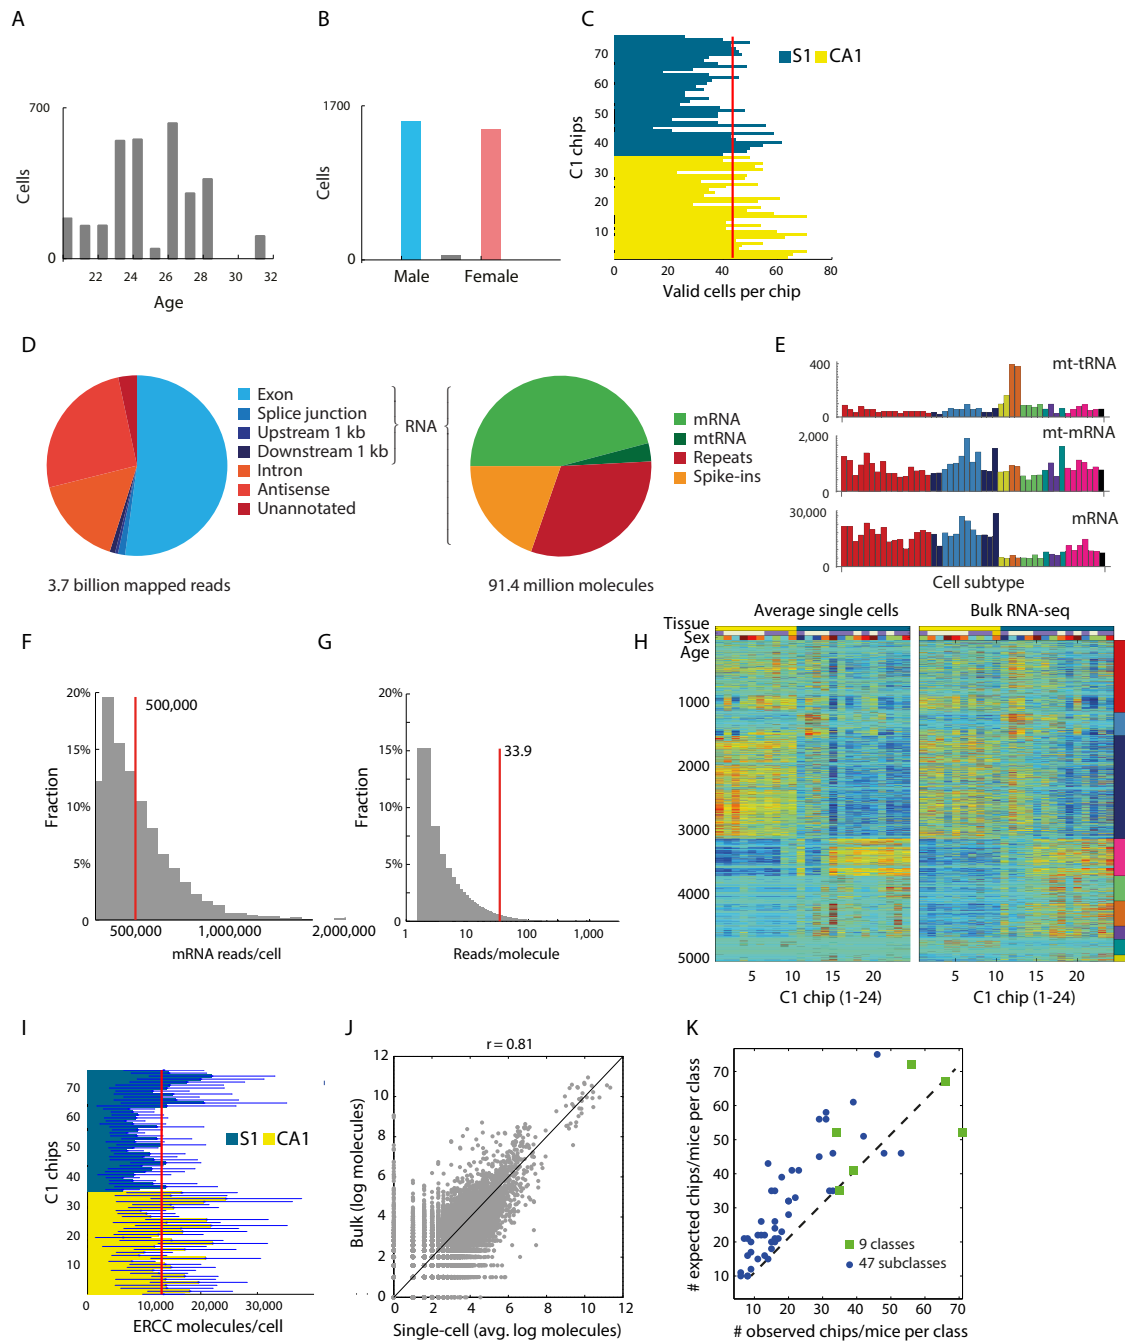 A
700
Cells
0
22 24 26 28 30 32
Age
B
1700
Cells
0
Male Female
C
70
60
50
40
30
20
10
C1 chips
S1 CA1
0 20 40 60 80
Valid cells per chip
D
Exon
Splice junction
Upstream 1 kb
Downstream 1 kb
Intron
Antisense
Unannotated
RNA
3.7 billion mapped reads
mRNA
mtRNA
Repeats
Spike-ins
91.4 million molecules
E
400
0
mt-tRNA
2,000
0
mt-mRNA
30,000
0
mRNA
Cell subtype
F
20%
15%
10%
5%
0
Fraction
500,000
500,000 1,000,000 2,000,000
mRNA reads/cell
G
20%
15%
10%
5%
0
Fraction
33.9
1 10 100 1,000
Reads/molecule
H
Average single cells Bulk RNA-seq
Tissue
Sex
Age
1000
2000
3000
4000
5000
5 10 15 20
C1 chip (1-24)
5 10 15 20
C1 chip (1-24)
I
70
60
50
40
30
20
10
C1 chips
S1 CA1
0 10,000 20,000 30,000
ERCC molecules/cell
J
r = 0.81
12
10
8
6
4
2
0
Bulk (log molecules)
0 2 4 6 8 10 12
Single-cell (avg. log molecules)
K
70
60
50
40
30
20
10
# expected chips/mice per class
9 classes
47 subclasses
10 20 30 40 50 60 70
# observed chips/mice per class